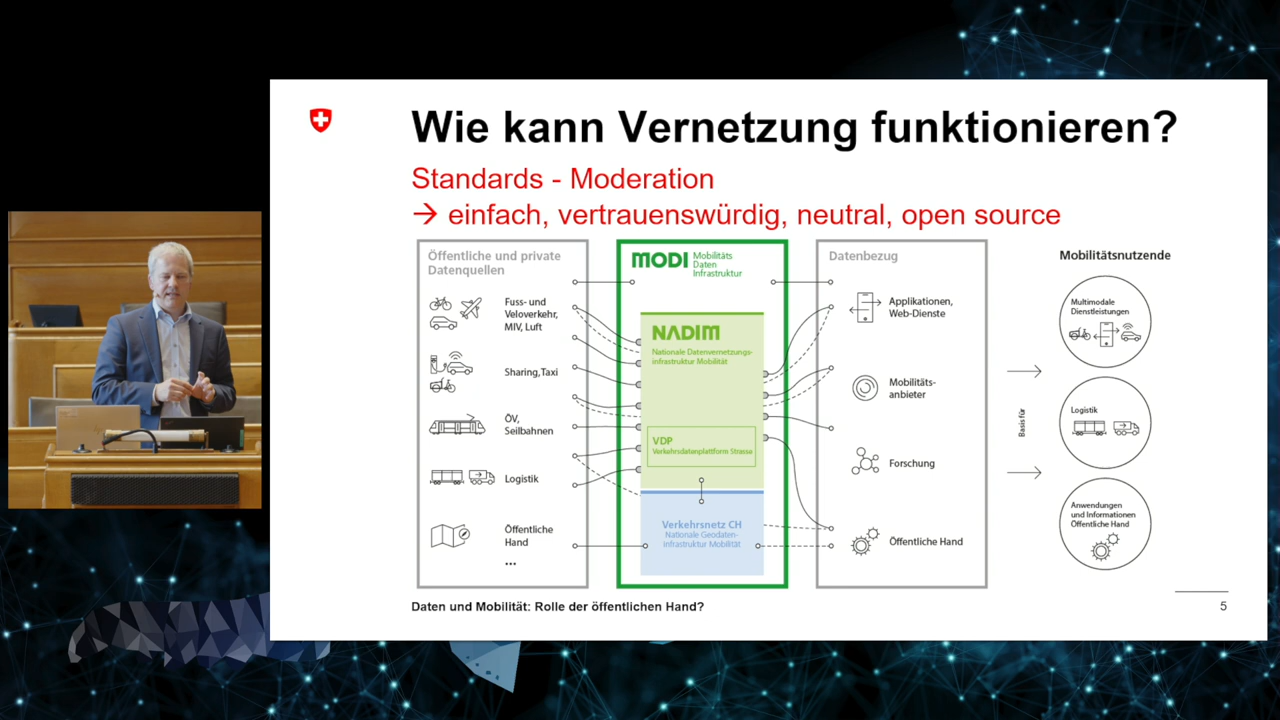 Wie kann Vernetzung funktionieren?
Standards - Moderation
→ einfach, vertrauenswürdig, neutral, open source
Öffentliche und private
Datenquellen
Fuss- und
Veloverkehr,
MIV, Luft
Sharing,Taxi
ÖV,
Seilbahnen
Logistik
Öffentliche
Hand
...
MODI Mobilitäts
Daten
Infrastruktur
NADIM
Nationale Datenvernetzungs-
infrastruktur Mobilität
VDP
Verkehrsdatenplattform Strasse
Verkehrsnetz CH
Nationale Geodaten-
infrastruktur Mobilität
Datenbezug
Applikationen,
Web-Dienste
Mobilitäts-
anbieter
Forschung
Öffentliche Hand
Basis für
Mobilitätsnutzende
Multimodale
Dienstleistungen
Logistik
Anwendungen
und Informationen
Öffentliche Hand
Daten und Mobilität: Rolle der öffentlichen Hand?
5